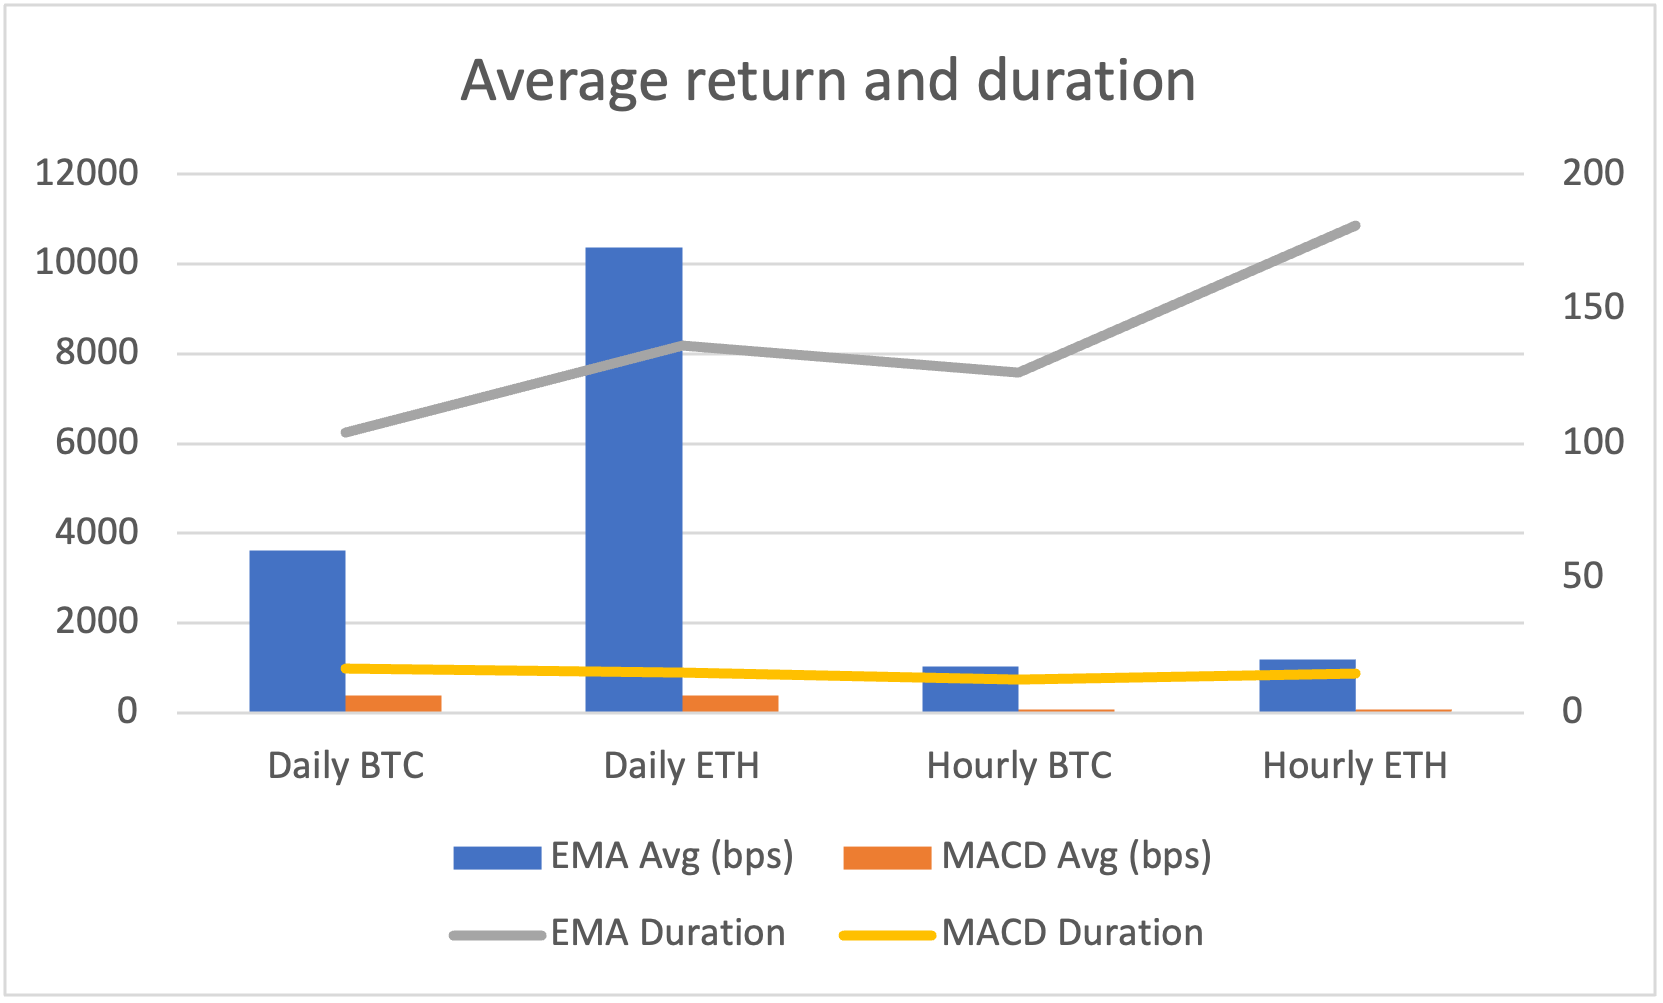 Average return and duration
12000
10000
8000
6000
4000
2000
0
200
150
100
50
0
Daily BTC
Daily ETH
Hourly BTC
Hourly ETH
EMA Avg (bps)
MACD Avg (bps)
EMA Duration
MACD Duration